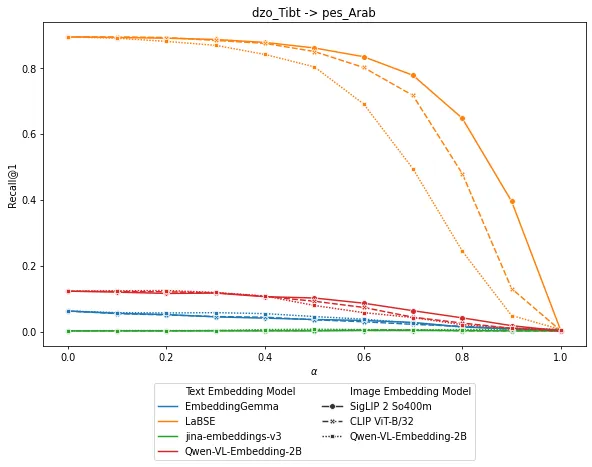 dzo_Tibt -> pes_Arab
Recall@1
0.8
0.6
0.4
0.2
0.0
0.0 0.2 0.4 0.6 0.8 1.0
α
Text Embedding Model Image Embedding Model
EmbeddingGemma SigLIP 2 So400m
LaBSE CLIP ViT-B/32
jina-embeddings-v3 Qwen-VL-Embedding-2B
Qwen-VL-Embedding-2B